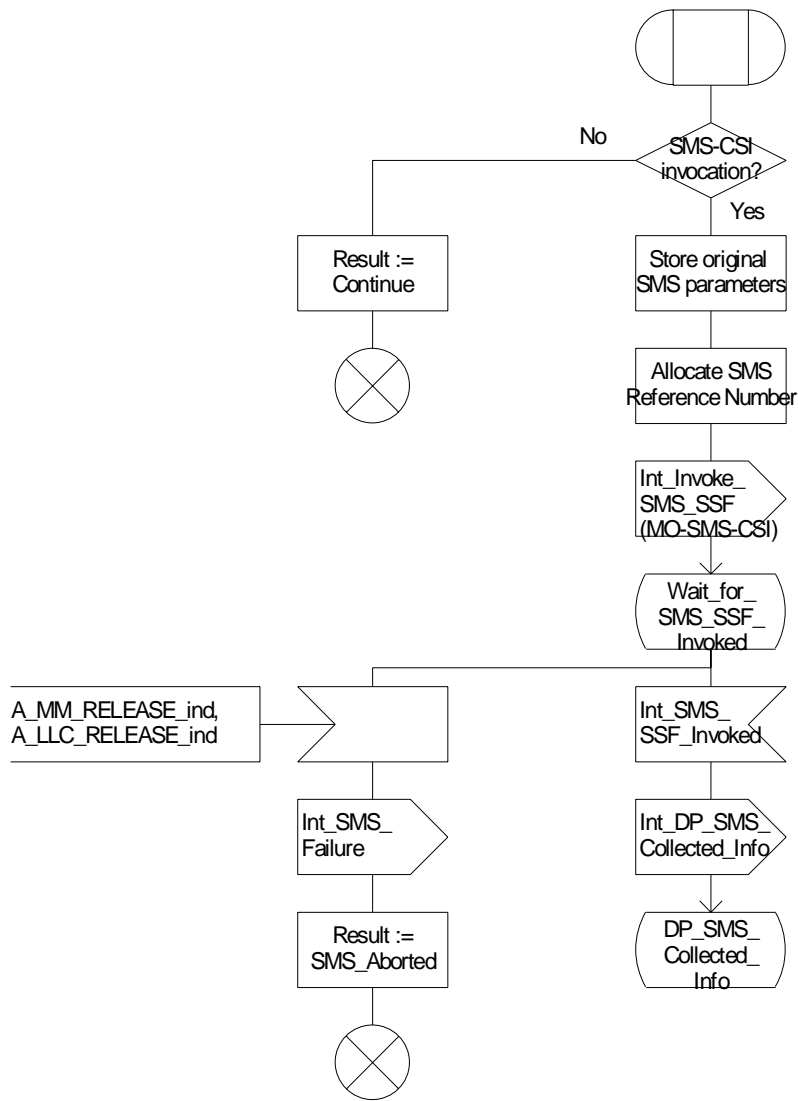 No
SMS-CSI
invocation?
Yes
Result :=
Continue
Store original
SMS parameters
Allocate SMS
Reference Number
Int_Invoke_
SMS_SSF
(MO-SMS-CSI)
Wait_for_
SMS_SSF_
Invoked
A_MM_RELEASE_ind,
A_LLC_RELEASE_ind
Int_SMS_
SSF_Invoked
Int_SMS_
Failure
Int_DP_SMS_
Collected_Info
Result :=
SMS_Aborted
DP_SMS_
Collected_
Info